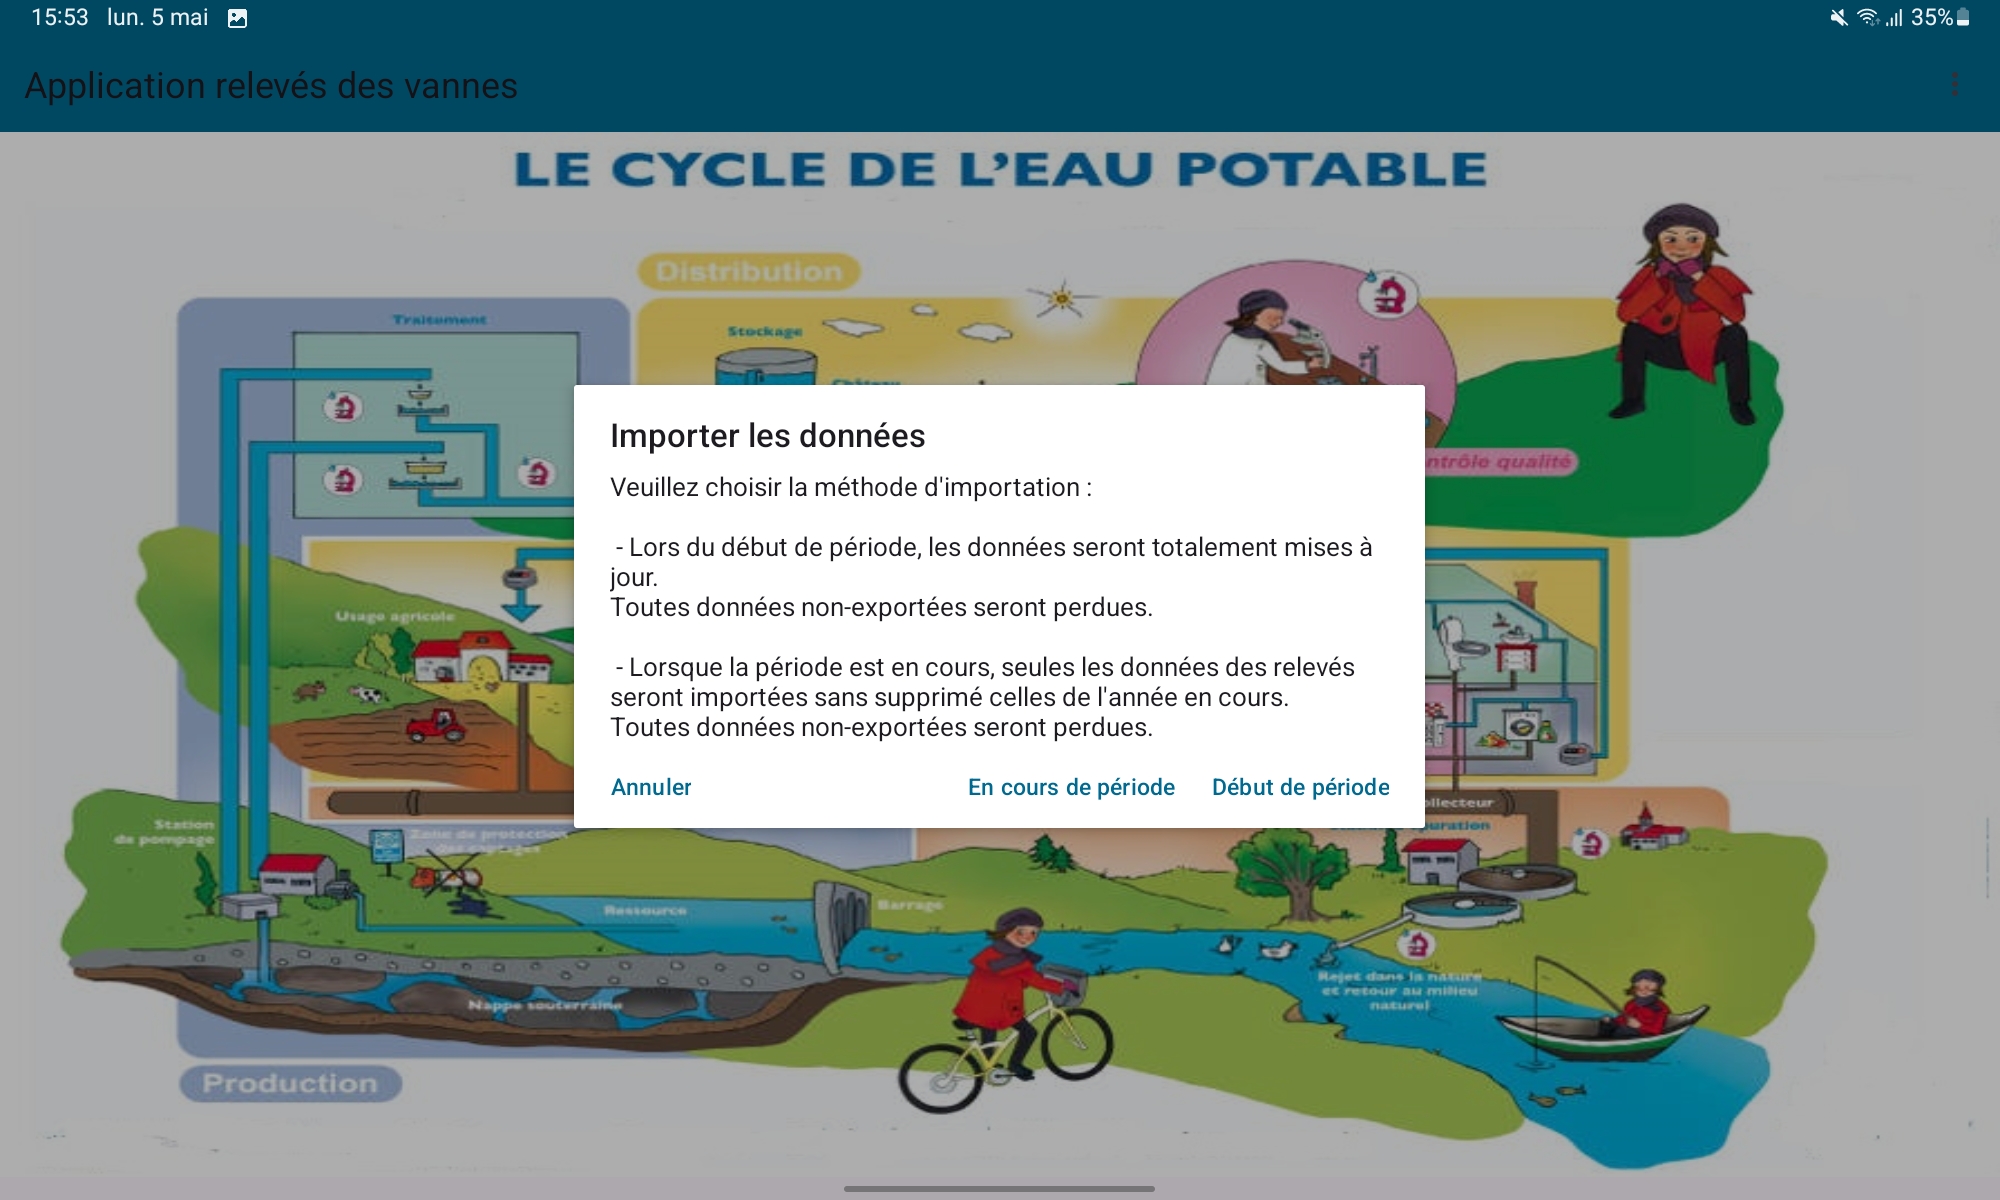 15:53 lun. 5 mai
35%
Application relevés des vannes
LE CYCLE DE L'EAU POTABLE
Distribution
Traitement
Stockage
Importer les données
Veuillez choisir la méthode d'importation :
- Lors du début de période, les données seront totalement mises à
jour.
Toutes données non-exportées seront perdues.
- Lorsque la période est en cours, seules les données des relevés
seront importées sans supprimé celles de l'année en cours.
Toutes données non-exportées seront perdues.
Annuler
En cours de période
Début de période
ntrôle qualité
Usage agricole
Station
de pompage
Zone de protection
des captages
ollecteur
Ressource
Barrage
Nappe souterraine
Rejet dans la nature
et retour au milieu
naturel
Production